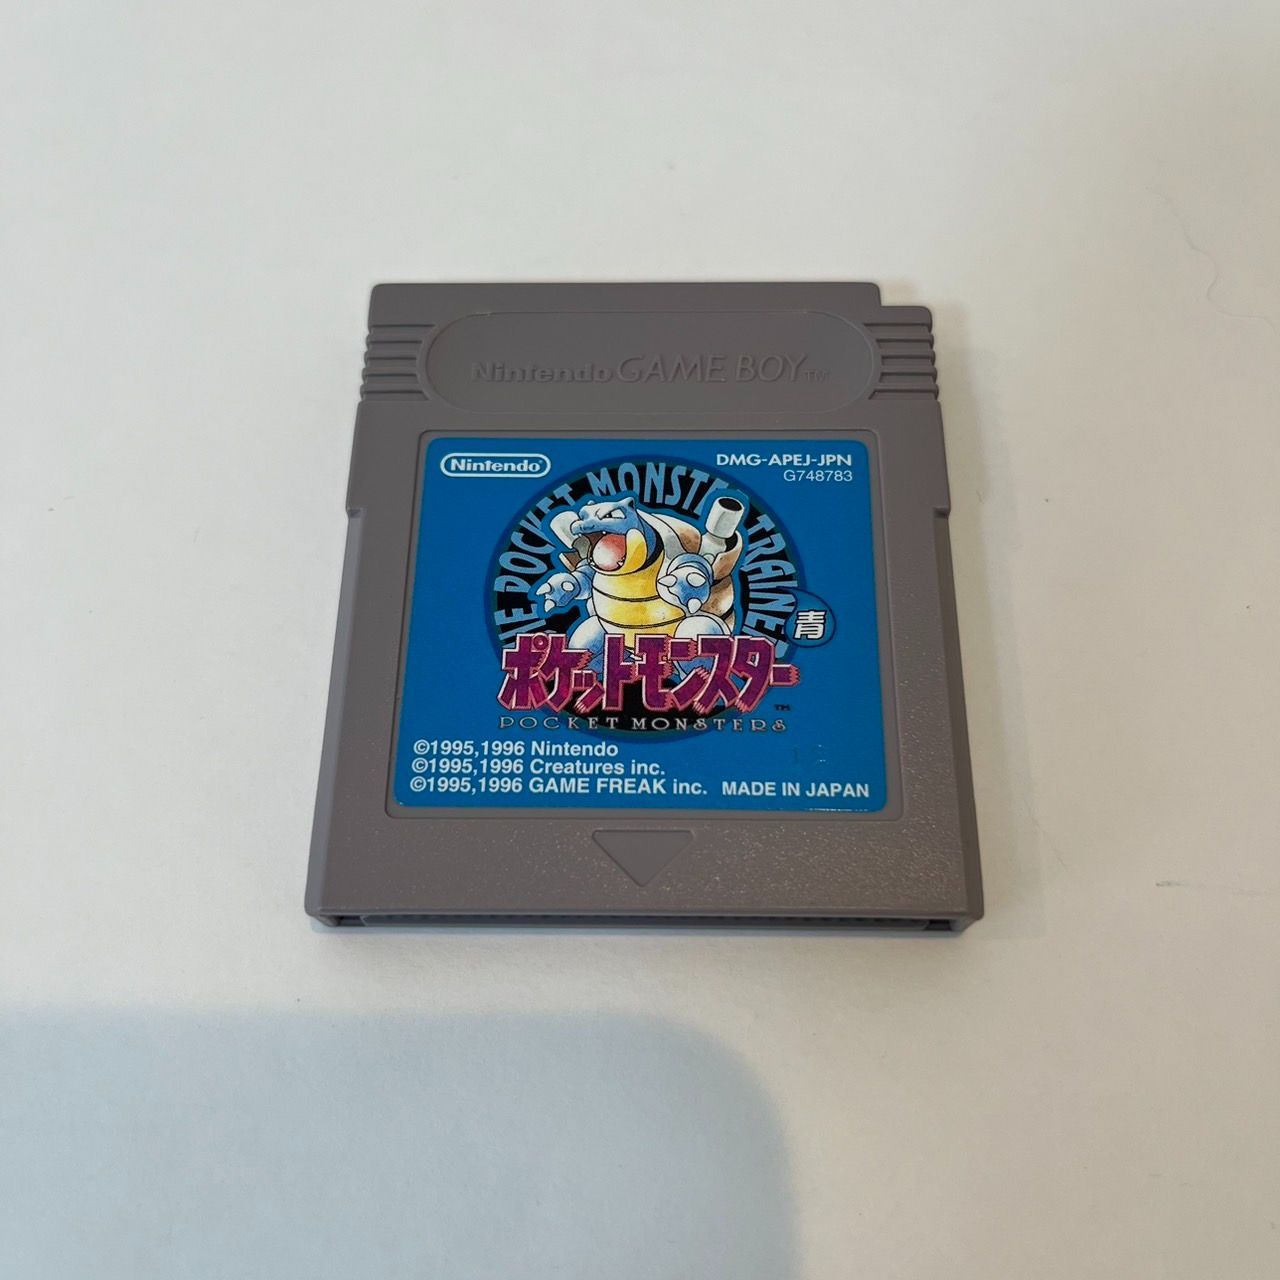 Nintendo GAME BOY™
Nintendo
DMG-APEJ-JPN
G748783
THE POCKET MONSTER TRAINER
青
ポケットモンスター
POCKET MONSTERS™
©1995,1996 Nintendo
©1995,1996 Creatures inc.
©1995,1996 GAME FREAK inc. MADE IN JAPAN